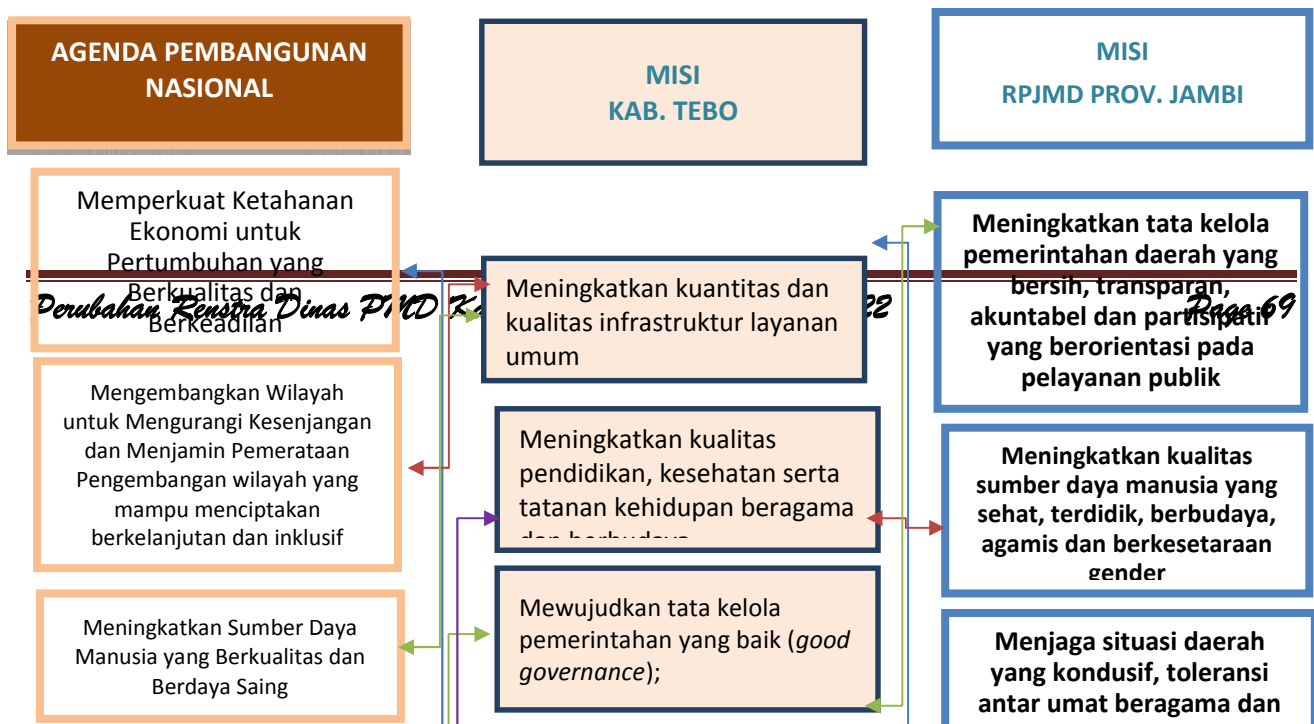 AGENDA PEMBANGUNAN
NASIONAL
MISI
KAB. TEBO
MISI
RPJMD PROV. JAMBI
Memperkuat Ketahanan
Ekonomi untuk
Pertumbuhan yang
Berkualitas dan
Berkeadilan
Mengembangkan Wilayah
untuk Mengurangi Kesenjangan
dan Menjamin Pemerataan
Pengembangan wilayah yang
mampu menciptakan
berkelanjutan dan inklusif
Meningkatkan Sumber Daya
Manusia yang Berkualitas dan
Berdaya Saing
Meningkatkan kuantitas dan
kualitas infrastruktur layanan
umum
Meningkatkan kualitas
pendidikan, kesehatan serta
tatanan kehidupan beragama
dan berbudaya
Mewujudkan tata kelola
pemerintahan yang baik (good
governance);
Meningkatkan tata kelola
pemerintahan daerah yang
bersih, transparan,
akuntabel dan partisipatif
yang berorientasi pada
pelayanan publik
Meningkatkan kualitas
sumber daya manusia yang
sehat, terdidik, berbudaya,
agamis dan berkesetaraan
gender
Menjaga situasi daerah
yang kondusif, toleransi
antar umat beragama dan
Perubahan Renstra Dinas PMD 22 Page 69